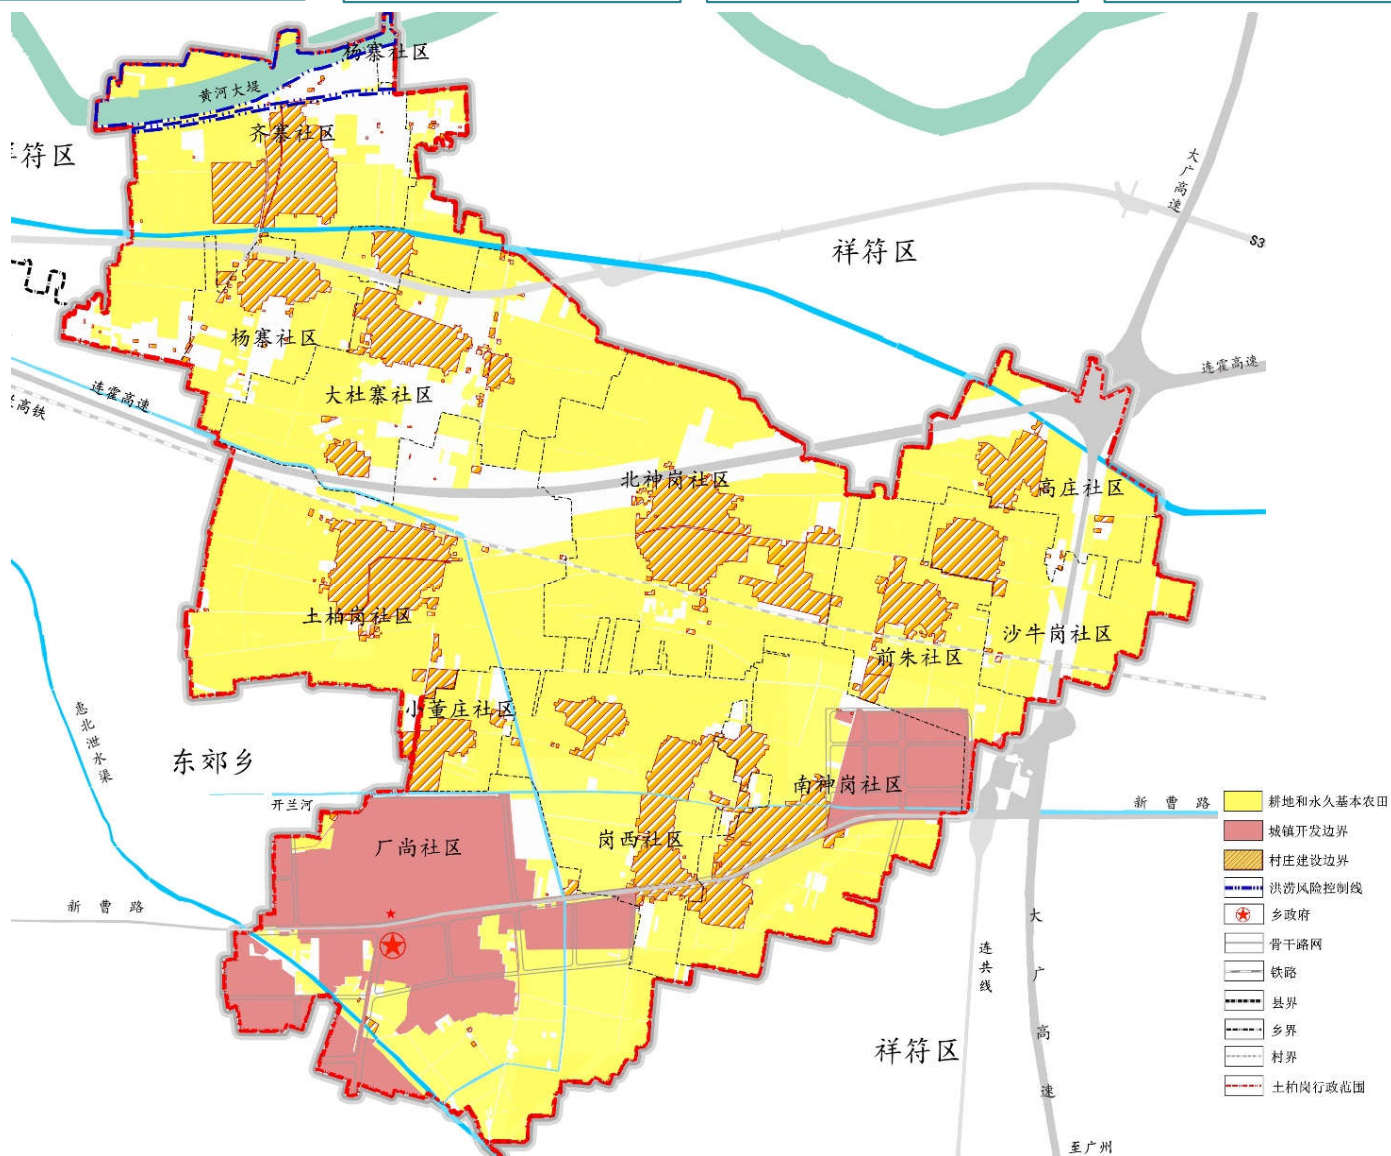 杨寨社区
黄河大堤
齐寨社区
符区
大广高速
S3
祥符区
杨寨社区
连霍高速
连霍高速
大杜寨社区
高铁
北神岗社区
高庄社区
土柏岗社区
沙牛岗社区
前朱社区
小董庄社区
惠北泄水渠
东郊乡
南神岗社区
开兰河
新曹路
耕地和永久基本农田
城镇开发边界
厂尚社区
岗西社区
村庄建设边界
洪涝风险控制线
新曹路
乡政府
大广高速
连共线
骨干路网
铁路
县界
乡界
祥符区
村界
土柏岗行政范围
至广州